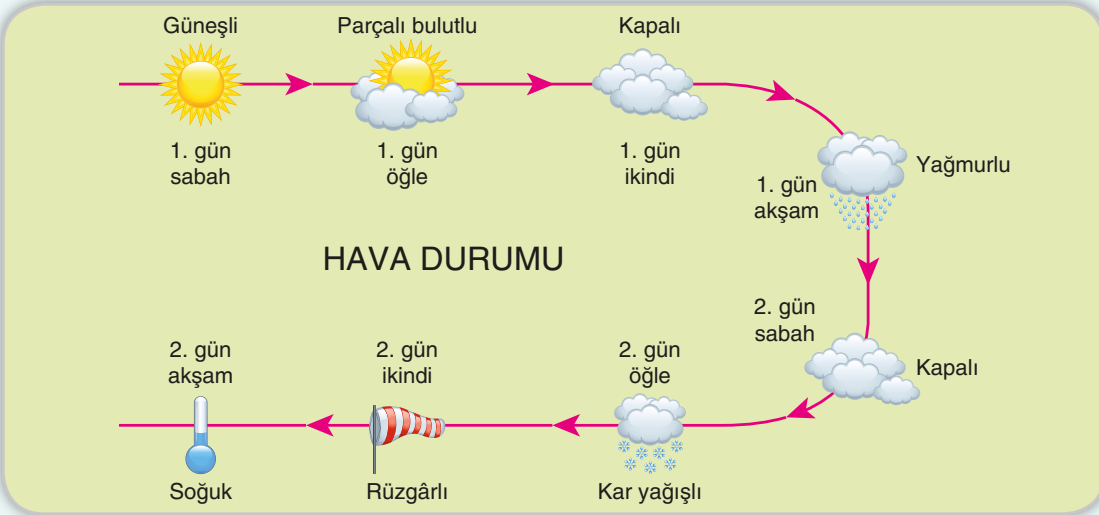 Güneşli
Parçalı bulutlu
Kapalı
1. gün
sabah
1. gün
öğle
1. gün
ikindi
1. gün
akşam
Yağmurlu
HAVA DURUMU
2. gün
sabah
Kapalı
2. gün
öğle
Kar yağışlı
2. gün
ikindi
Rüzgârlı
2. gün
akşam
Soğuk